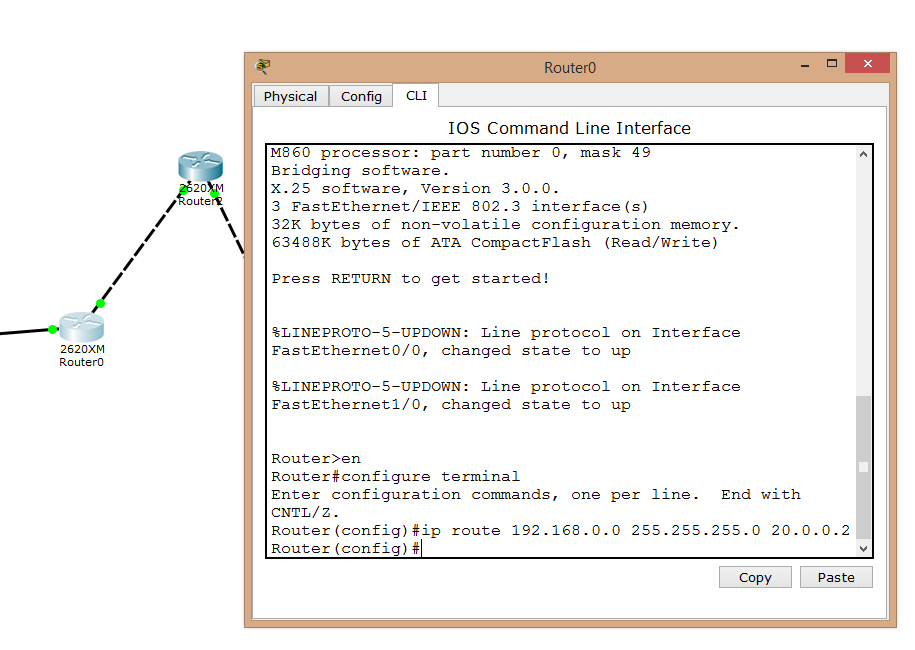 Router0
Physical
Config
CLI
IOS Command Line Interface
M860 processor: part number 0, mask 49
Bridging software.
X.25 software, Version 3.0.0.
3 FastEthernet/IEEE 802.3 interface(s)
32K bytes of non-volatile configuration memory.
63488K bytes of ATA CompactFlash (Read/Write)
Press RETURN to get started!
%LINEPROTO-5-UPDOWN: Line protocol on Interface
FastEthernet0/0, changed state to up
%LINEPROTO-5-UPDOWN: Line protocol on Interface
FastEthernet1/0, changed state to up
Router>en
Router#configure terminal
Enter configuration commands, one per line.  End with
CNTL/Z.
Router(config)#ip route 192.168.0.0 255.255.255.0 20.0.0.2
Router(config)#
Copy
Paste
2620XM
Router2
2620XM
Router0